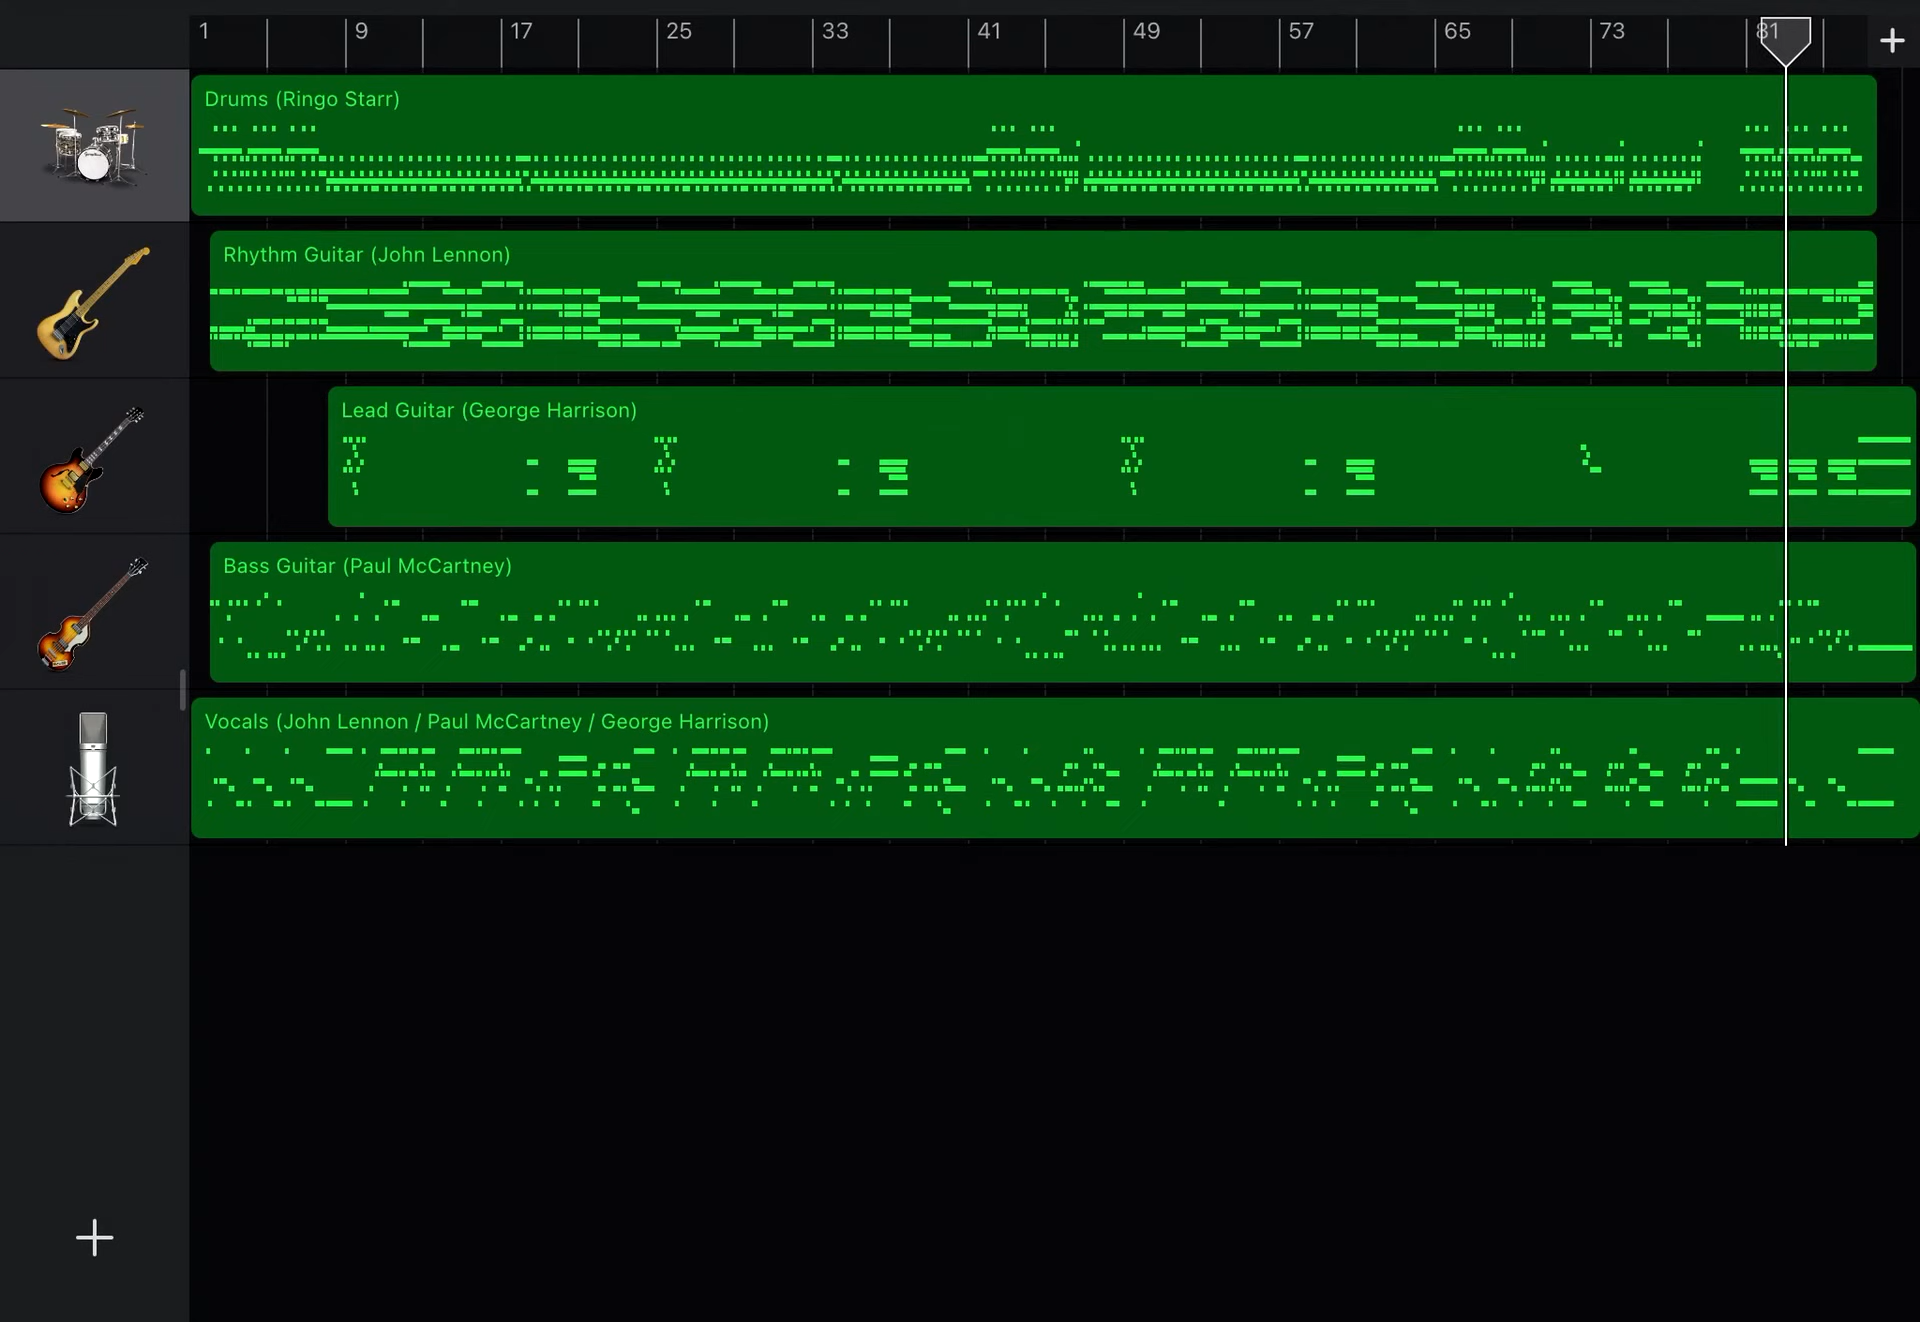 1 9 17 25 33 41 49 57 65 73 81
Drums (Ringo Starr)
Rhythm Guitar (John Lennon)
Lead Guitar (George Harrison)
Bass Guitar (Paul McCartney)
Vocals (John Lennon / Paul McCartney / George Harrison)